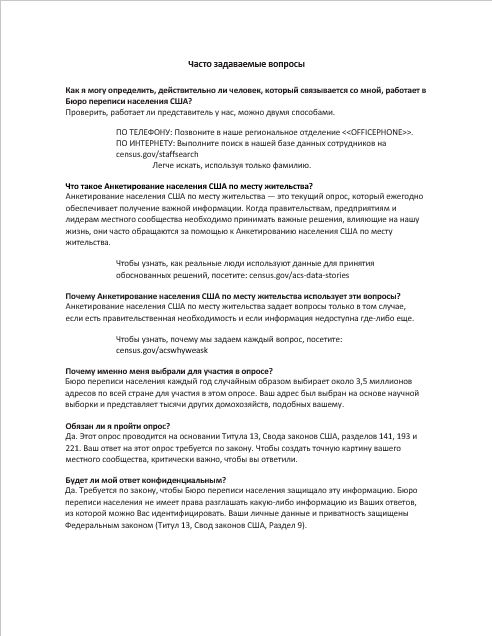 Часто задаваемые вопросы
Как я могу определить, действительно ли человек, который связывается со мной, работает в
Бюро переписи населения США?
Проверить, работает ли представитель у нас, можно двумя способами.
ПО ТЕЛЕФОНУ: Позвоните в наше региональное отделение <<OFFICEPHONE>>.
ПО ИНТЕРНЕТУ: Выполните поиск в нашей базе данных сотрудников на
census.gov/staffsearch
Легче искать, используя только фамилию.
Что такое Анкетирование населения США по месту жительства?
Анкетирование населения США по месту жительства — это текущий опрос, который ежегодно
обеспечивает получение важной информации. Когда правительствам, предприятиям и
лидерам местного сообщества необходимо принимать важные решения, влияющие на нашу
жизнь, они часто обращаются за помощью к Анкетированию населения США по месту
жительства.
Чтобы узнать, как реальные люди используют данные для принятия
обоснованных решений, посетите: census.gov/acs-data-stories
Почему Анкетирование населения США по месту жительства использует эти вопросы?
Анкетирование населения США по месту жительства задает вопросы только в том случае,
если есть правительственная необходимость и если информация недоступна где-либо еще.
Чтобы узнать, почему мы задаем каждый вопрос, посетите:
census.gov/acswhyweask
Почему именно меня выбрали для участия в опросе?
Бюро переписи населения каждый год случайным образом выбирает около 3,5 миллионов
адресов по всей стране для участия в этом опросе. Ваш адрес был выбран на основе научной
выборки и представляет тысячи других домохозяйств, подобных вашему.
Обязан ли я пройти опрос?
Да. Этот опрос проводится на основании Титула 13, Свода законов США, разделов 141, 193 и
221. Ваш ответ на этот опрос требуется по закону. Чтобы создать точную картину вашего
местного сообщества, критически важно, чтобы вы ответили.
Будет ли мой ответ конфиденциальным?
Да. Требуется по закону, чтобы Бюро переписи населения защищало эту информацию. Бюро
переписи населения не имеет права разглашать какую-либо информацию из Ваших ответов,
из которой можно Вас идентифицировать. Ваши личные данные и приватность защищены
Федеральным законом (Титул 13, Свод законов США, Раздел 9).